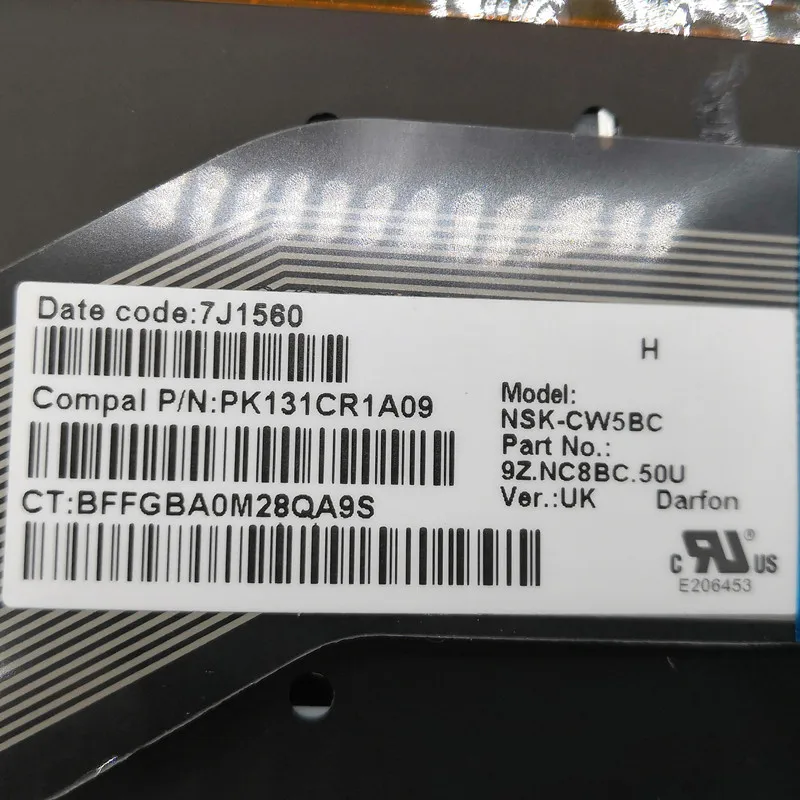 Date code:7J1560
H
Compal P/N:PK131CR1A09
CT:BFFGBA0M28QA9S
Model:
NSK-CW5BC
Part No.:
9Z.NC8BC.50U
Ver.:UK Darfon
C RU ® US
E206453